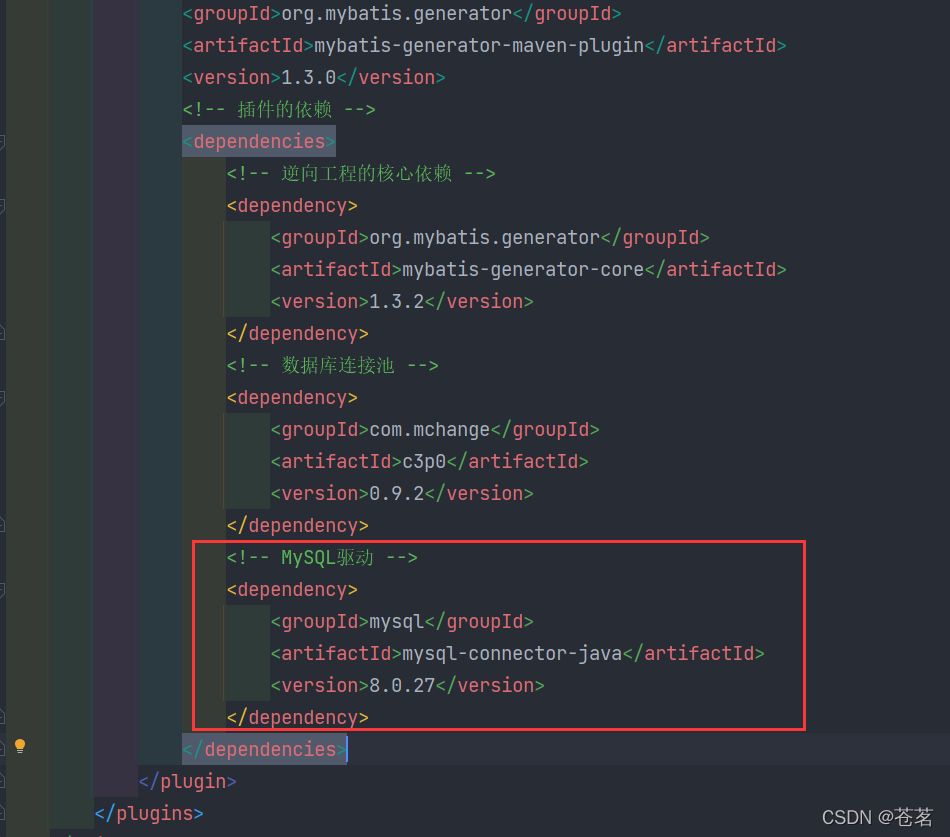 <groupId>org.mybatis.generator</groupId>
<artifactId>mybatis-generator-maven-plugin</artifactId>
<version>1.3.0</version>
<!-- 插件的依赖 -->
<dependencies>
<!-- 逆向工程的核心依赖 -->
<dependency>
<groupId>org.mybatis.generator</groupId>
<artifactId>mybatis-generator-core</artifactId>
<version>1.3.2</version>
</dependency>
<!-- 数据库连接池 -->
<dependency>
<groupId>com.mchange</groupId>
<artifactId>c3p0</artifactId>
<version>0.9.2</version>
</dependency>
<!-- MySQL驱动 -->
<dependency>
<groupId>mysql</groupId>
<artifactId>mysql-connector-java</artifactId>
<version>8.0.27</version>
</dependency>
</dependencies>
</plugin>
</plugins>
CSDN @苍茗